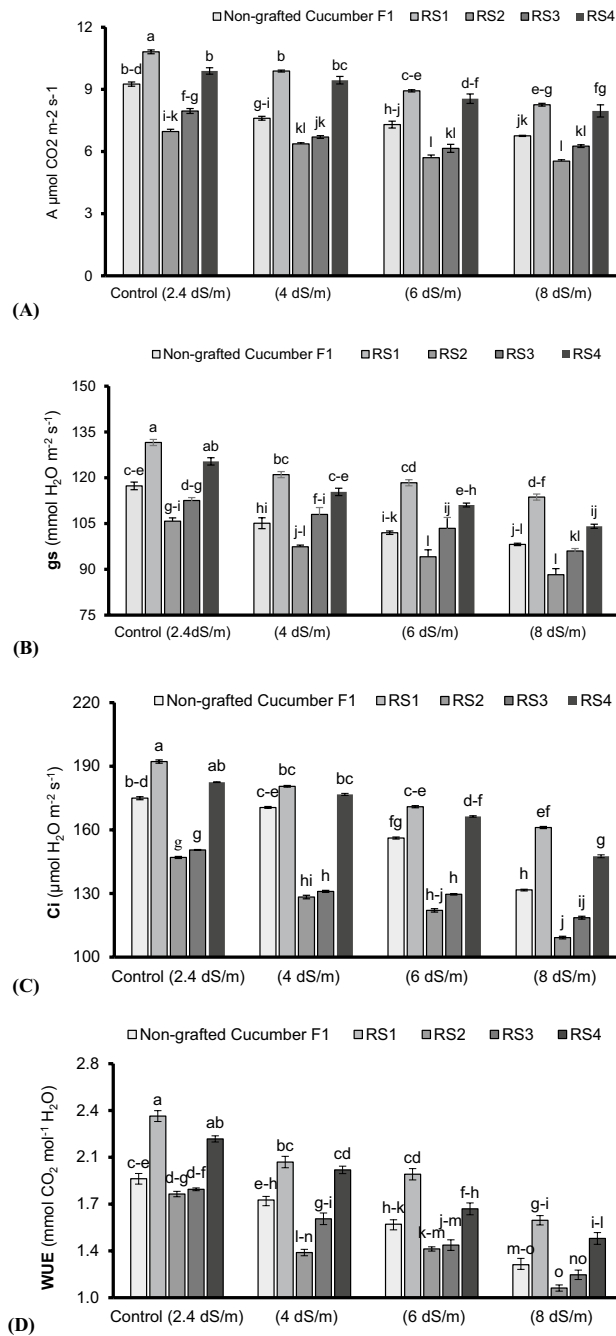 Non-grafted Cucumber F1 RS1 RS2 RS3 RS4
12
9
6
3
0
A µmol CO2 m-2 s-1
b-d a i-k f-g b
g-i b kl jk bc
h-j c-e l kl d-f
jk e-g l kl fg
Control (2.4 dS/m) (4 dS/m) (6 dS/m) (8 dS/m)
(A)
Non-grafted Cucumber F1 RS1 RS2 RS3 RS4
150
135
120
105
90
75
gs (mmol H₂O m⁻² s⁻¹)
c-e a g-i d-g ab
hi bc j-l f-i c-e
i-k cd l ij e-h
j-l d-f l kl ij
Control (2.4dS/m) (4 dS/m) (6 dS/m) (8 dS/m)
(B)
Non-grafted Cucumber F1 RS1 RS2 RS3 RS4
220
190
160
130
100
Ci (µmol H₂O m⁻² s⁻¹)
b–d a g g ab
c–e bc hi h bc
fg c–e h-j h d–f
h ef j ij g
Control (2.4 dS/m) (4 dS/m) (6 dS/m) (8 dS/m)
(C)
Non-grafted Cucumber F1 RS1 RS2 RS3 RS4
2.8
2.4
2.1
1.7
1.4
1.0
WUE (mmol CO₂ mol⁻¹ H₂O)
c–e a d–g d–f ab
e–h bc l–n g–i cd
h-k cd k–m j–m f–h
m–o g–i o no i–l
Control (2.4 dS/m) (4 dS/m) (6 dS/m) (8 dS/m)
(D)